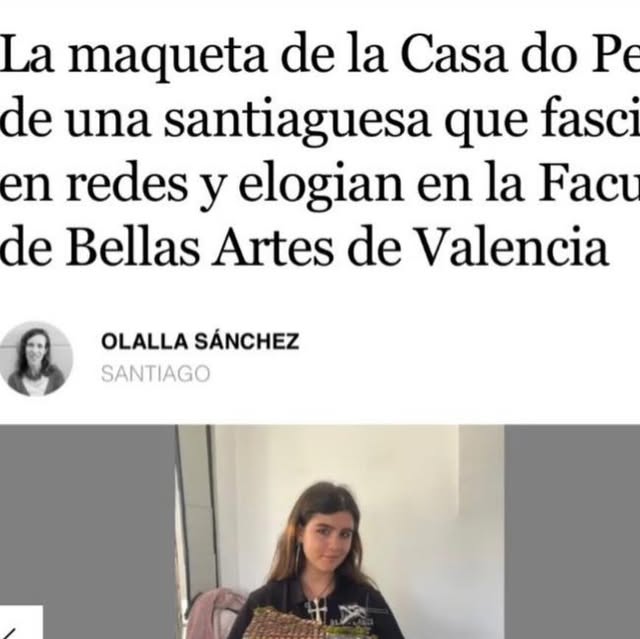 La maqueta de la Casa do Pe
de una santiaguesa que fasci
en redes y elogian en la Facu
de Bellas Artes de Valencia
OLALLA SÁNCHEZ
SANTIAGO